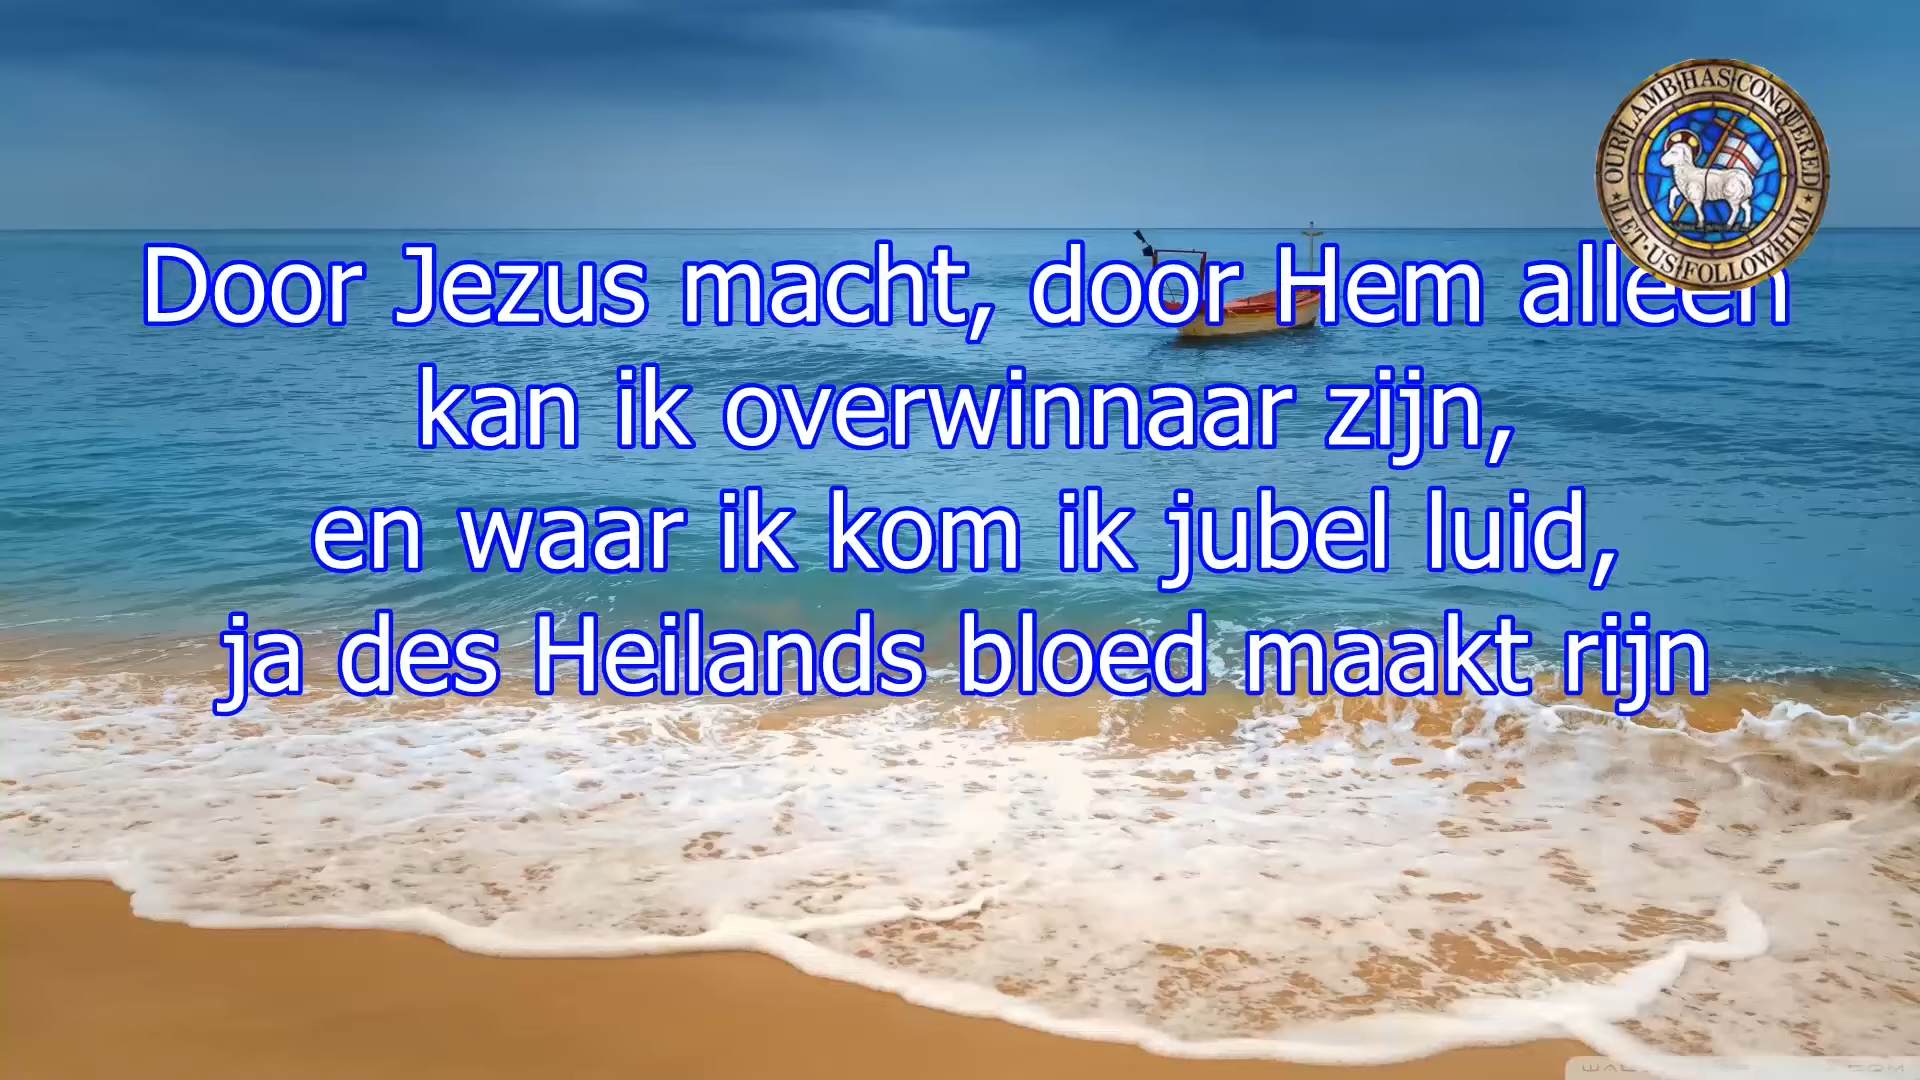 OUR LAMB HAS CONQUERED
LET US FOLLOW HIM
Door Jezus macht, door Hem alleen
kan ik overwinnaar zijn,
en waar ik kom ik jubel luid,
ja des Heilands bloed maakt rijn